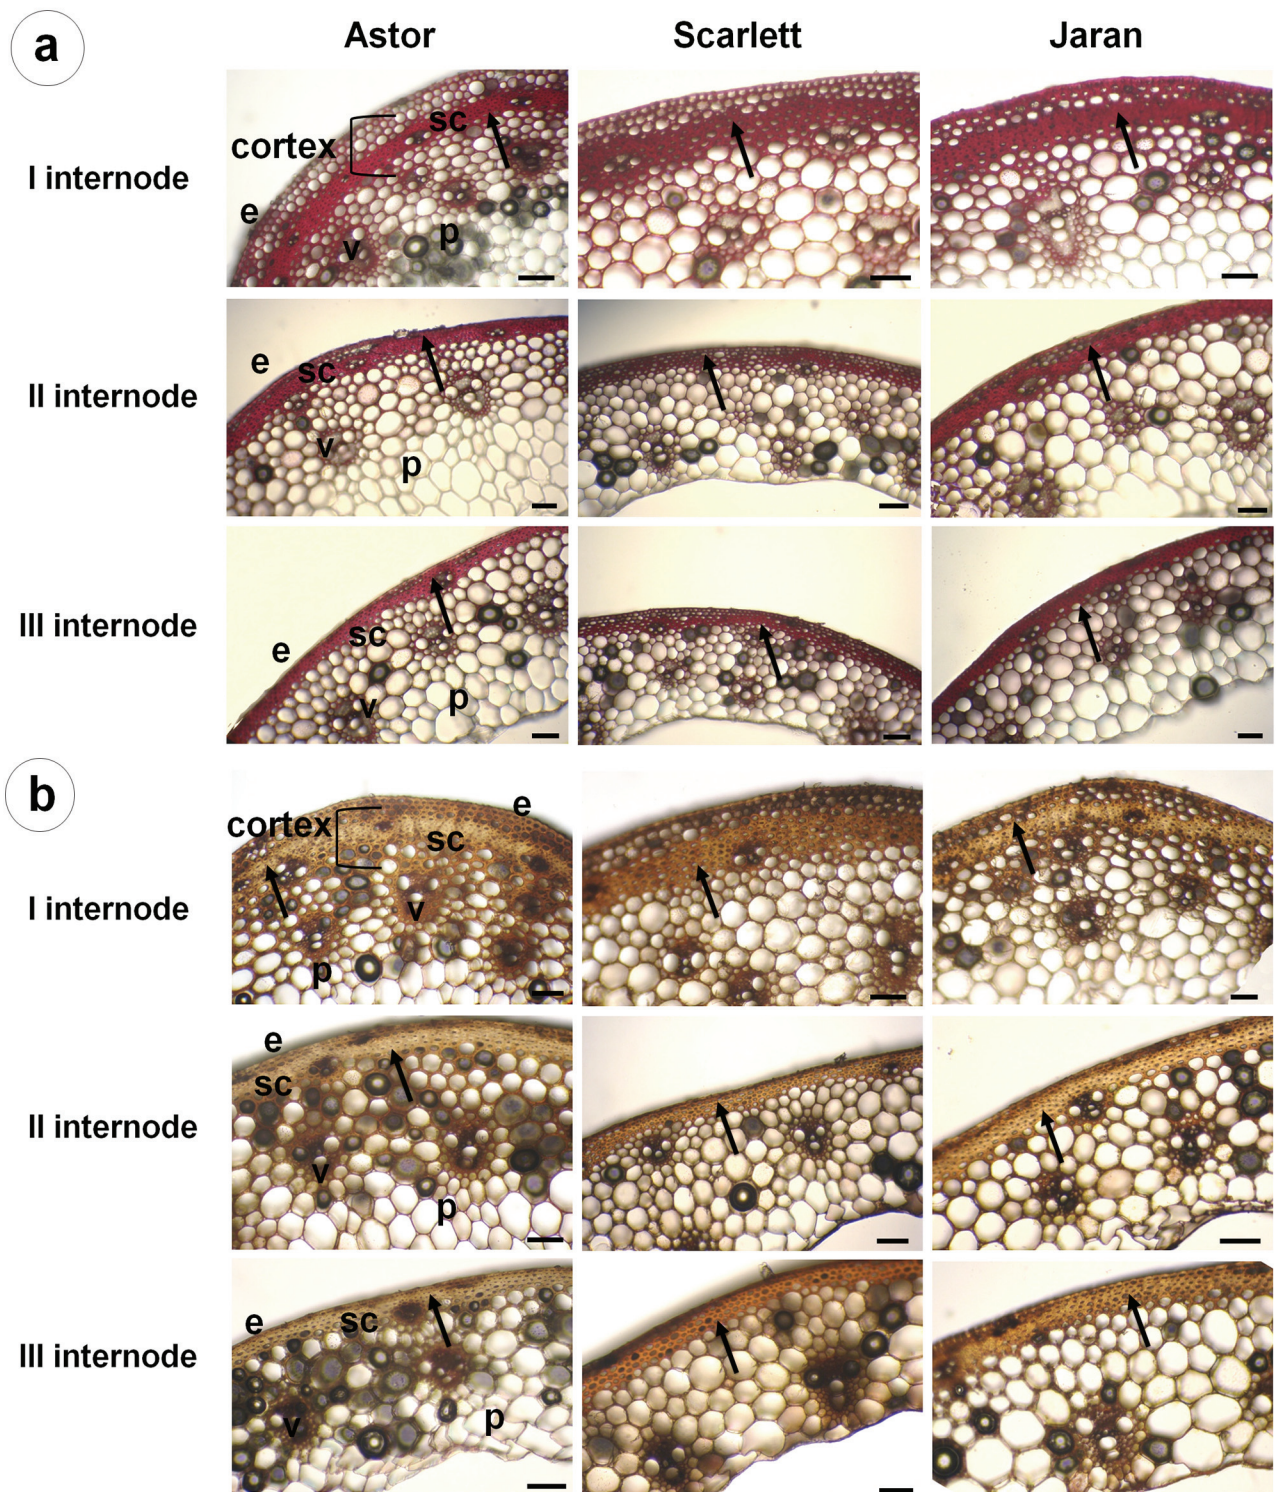 a
Astor Scarlett Jaran
I internode
cortex
sc
e
v
p
II internode
e
sc
v
p
III internode
e
sc
v
p
b
I internode
cortex
e
sc
v
p
II internode
e
sc
v
p
III internode
e
sc
v
p